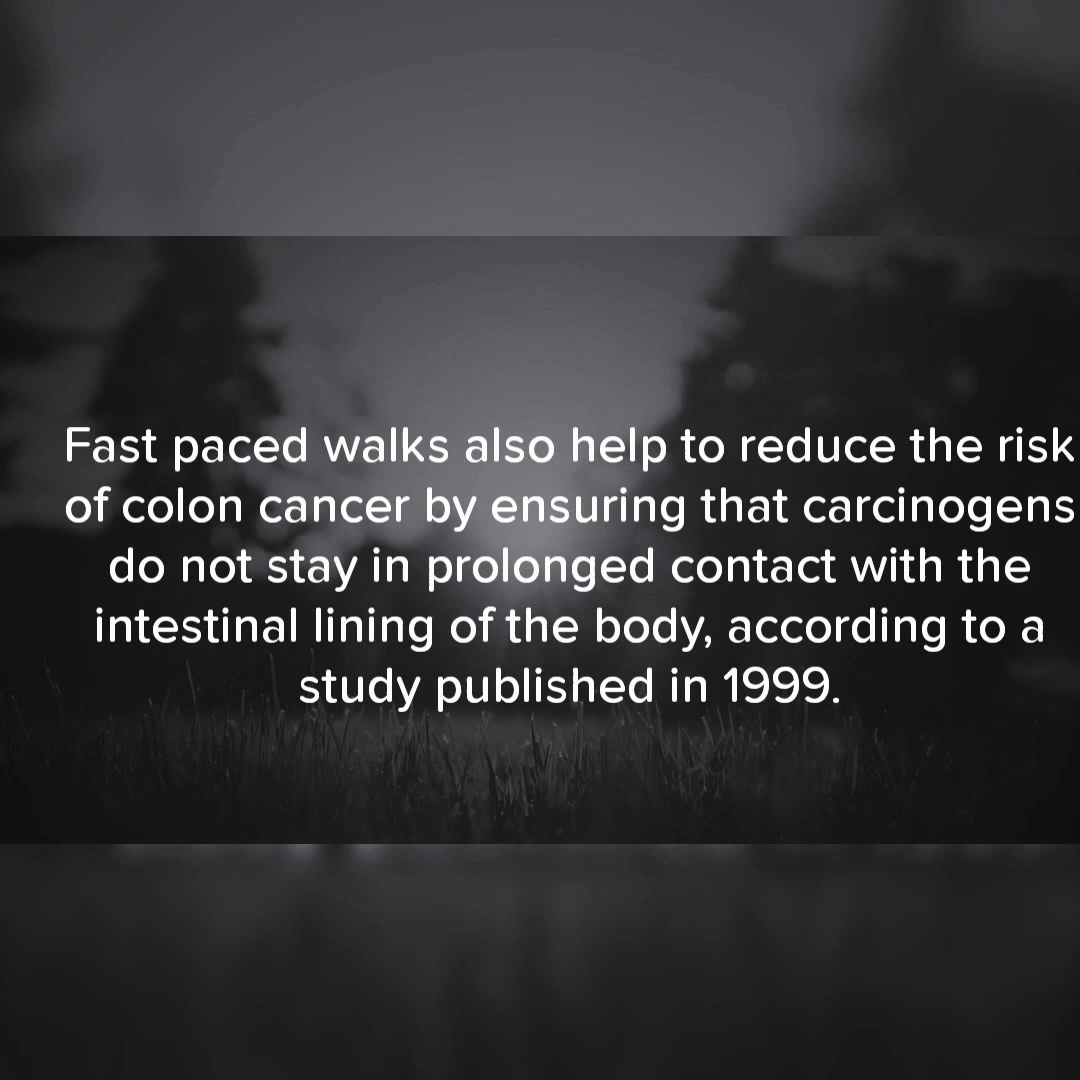 Fast paced walks also help to reduce the risk
of colon cancer by ensuring that carcinogens
do not stay in prolonged contact with the
intestinal lining of the body, according to a
study published in 1999.